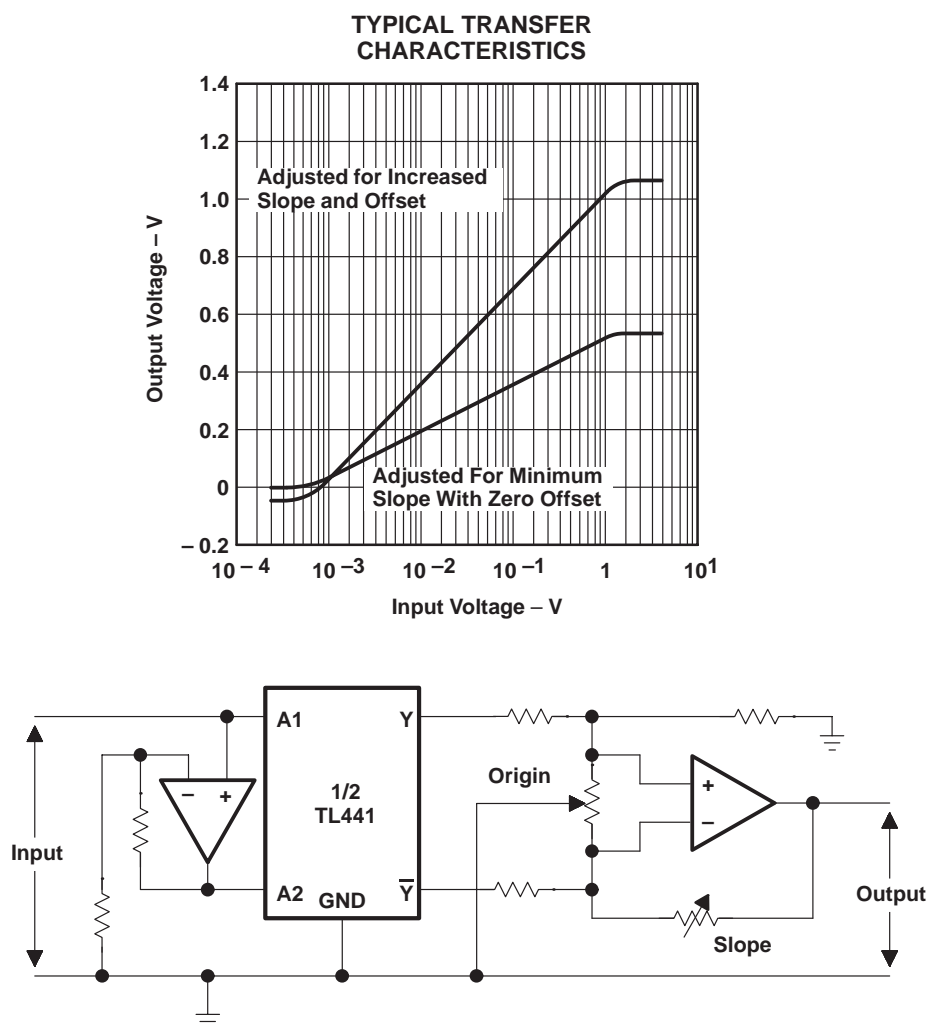 TYPICAL TRANSFER
CHARACTERISTICS
1.4
1.2
1.0
0.8
0.6
0.4
0.2
0
– 0.2
Output Voltage – V
Adjusted for Increased
Slope and Offset
Adjusted For Minimum
Slope With Zero Offset
10 – 4
10 –3
10 –2
10 –1
1
101
Input Voltage – V
A1
Y
– +
1/2
TL441
Origin
+
–
Input
A2
GND
Y
Output
Slope